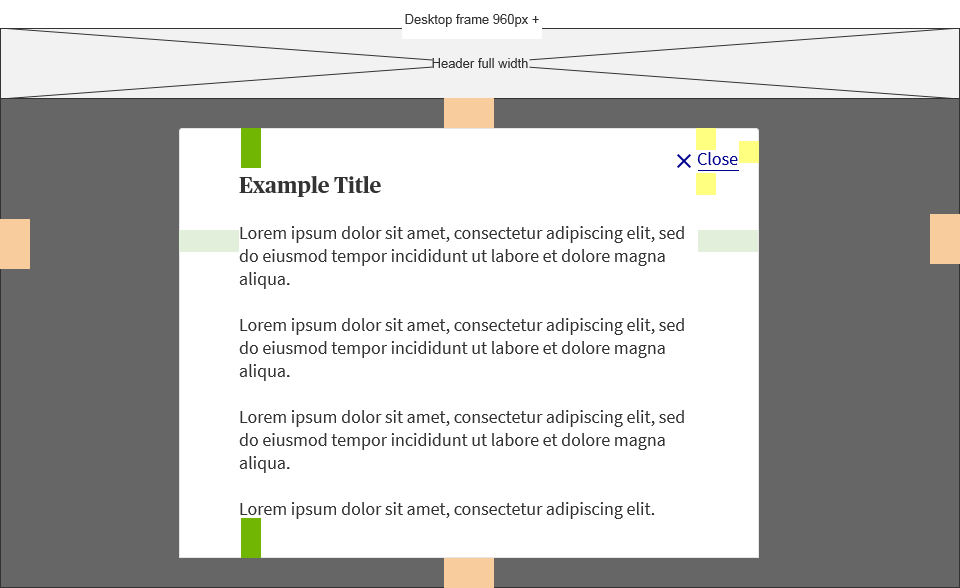 Desktop frame 960px +
Header full width
Close
Example Title
Lorem ipsum dolor sit amet, consectetur adipiscing elit, sed
do eiusmod tempor incididunt ut labore et dolore magna
aliqua.
Lorem ipsum dolor sit amet, consectetur adipiscing elit, sed
do eiusmod tempor incididunt ut labore et dolore magna
aliqua.
Lorem ipsum dolor sit amet, consectetur adipiscing elit, sed
do eiusmod tempor incididunt ut labore et dolore magna
aliqua.
Lorem ipsum dolor sit amet, consectetur adipiscing elit.